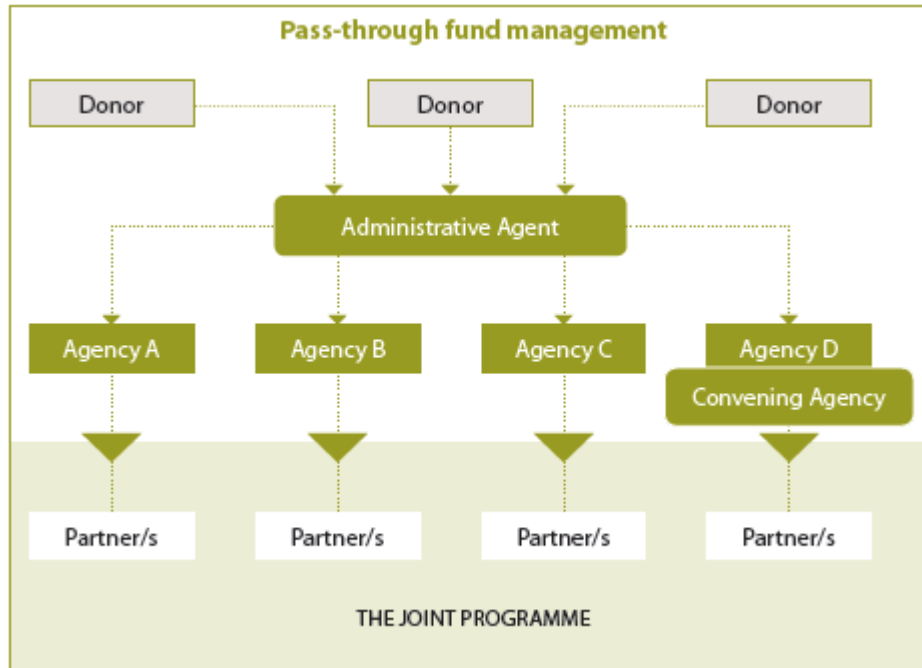 Pass-through fund management
Donor
Donor
Donor
Administrative Agent
Agency A
Agency B
Agency C
Agency D
Convening Agency
Partner/s
Partner/s
Partner/s
Partner/s
THE JOINT PROGRAMME